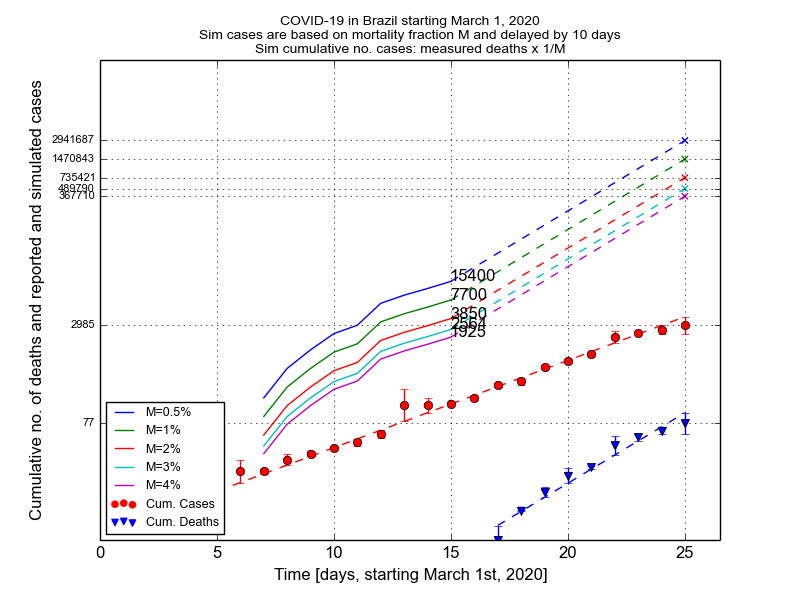 COVID-19 in Brazil starting March 1, 2020
Sim cases are based on mortality fraction M and delayed by 10 days
Sim cumulative no. cases: measured deaths x 1/M
Cumulative no. of deaths and reported and simulated cases
2941687
1470843
735421
489790
367710
2985
77
15400
7700
3850
2564
1925
M=0.5%
M=1%
M=2%
M=3%
M=4%
Cum. Cases
Cum. Deaths
0 5 10 15 20 25
Time [days, starting March 1st, 2020]